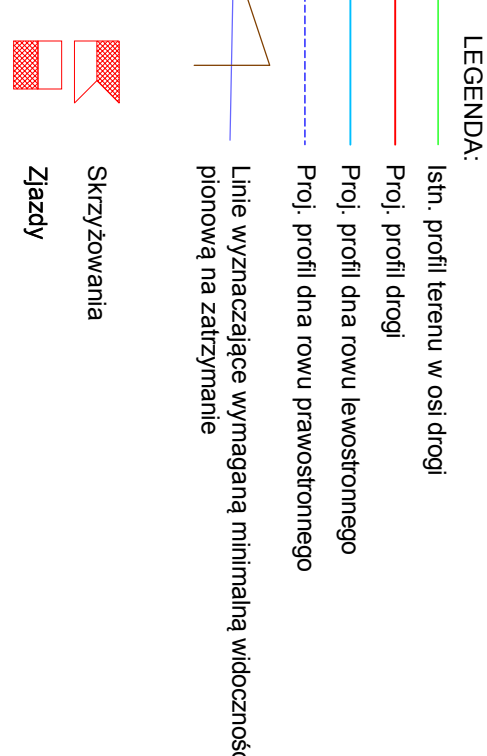 LEGENDA:
Istn. profil terenu w osi drogi
Proj. profil drogi
Proj. profil dna rowu lewostronnego
Proj. profil dna rowu prawostronnego
Linie wyznaczające wymaganą minimalną widocznoś
pionową na zatrzymanie
Skrzyżowania
Zjazdy